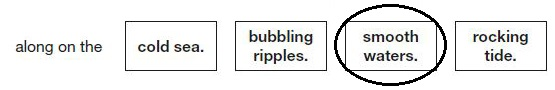 along on the
cold sea.
bubbling
ripples.
smooth
waters.
rocking
tide.